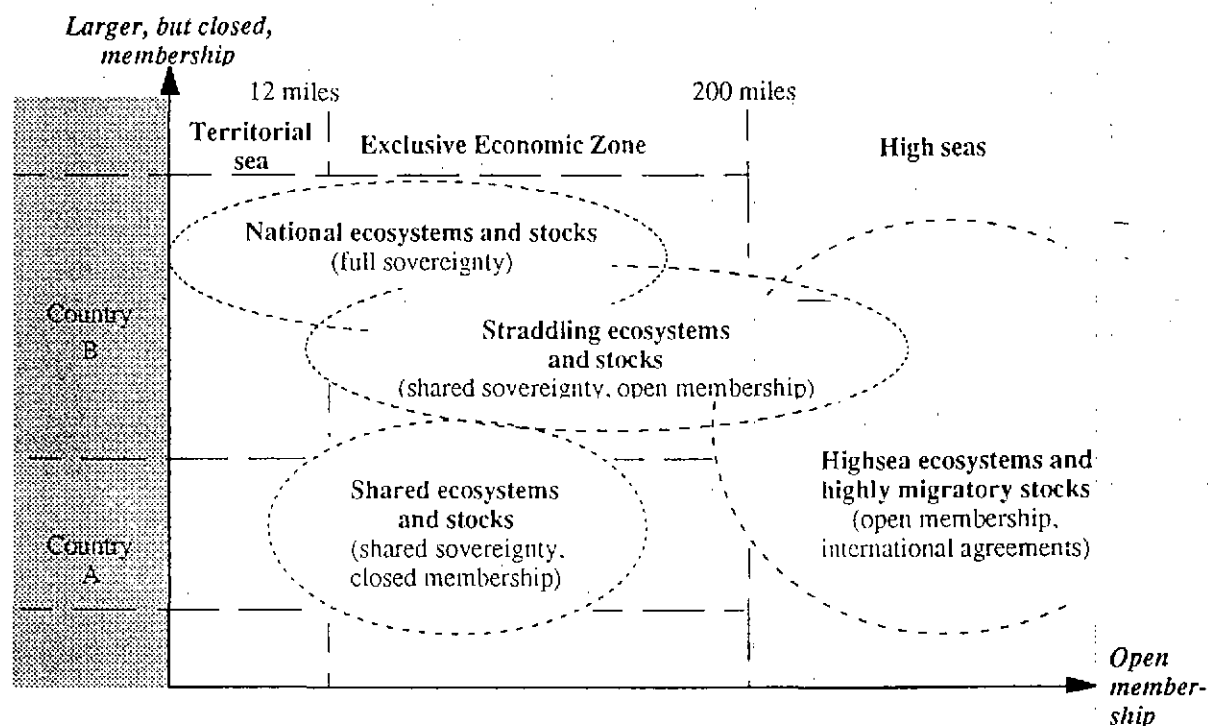 Larger, but closed,
membership
12 miles
200 miles
Territorial
sea
Exclusive Economic Zone
High seas
National ecosystems and stocks
(full sovereignty)
Country
B
Straddling ecosystems
and stocks
(shared sovereignty, open membership)
Shared ecosystems
and stocks
(shared sovereignty,
closed membership)
Highsea ecosystems and
highly migratory stocks
(open membership,
international agreements)
Country
A
Open
member-
ship